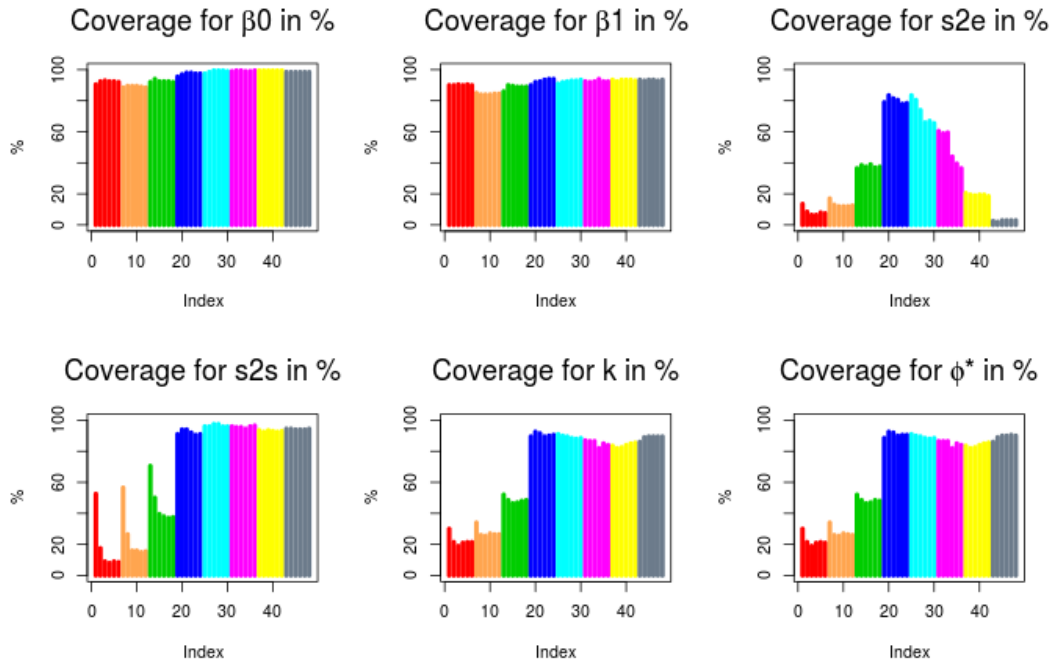 Coverage for β0 in %
Coverage for β1 in %
Coverage for s2e in %
%
0 20 60 100
0 10 20 30 40
Index
%
0 20 60 100
0 10 20 30 40
Index
%
0 20 60 100
0 10 20 30 40
Index
Coverage for s2s in %
Coverage for k in %
Coverage for ϕ* in %
%
0 20 60 100
0 10 20 30 40
Index
%
0 20 60 100
0 10 20 30 40
Index
%
0 20 60 100
0 10 20 30 40
Index